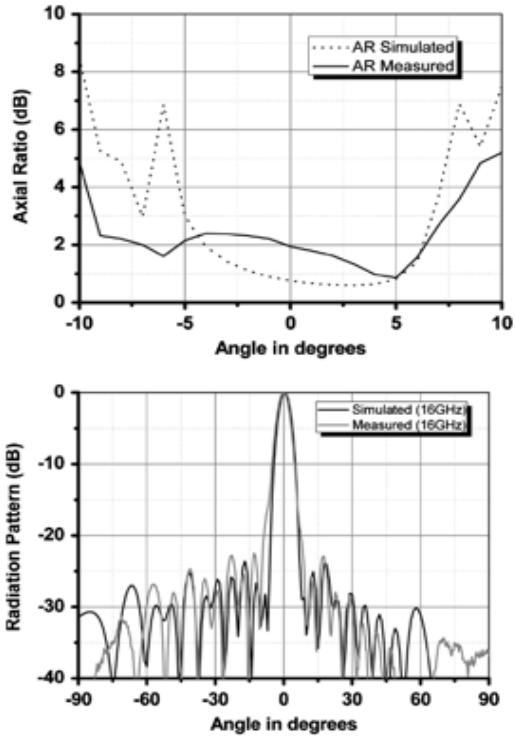 10
8
6
4
2
0
Axial Ratio (dB)
AR Simulated
AR Measured
-10
-5
0
5
10
Angle in degrees
0
-10
-20
-30
-40
Radiation Pattern (dB)
Simulated (16GHz)
Measured (16GHz)
-90
-60
-30
0
30
60
90
Angle in degrees